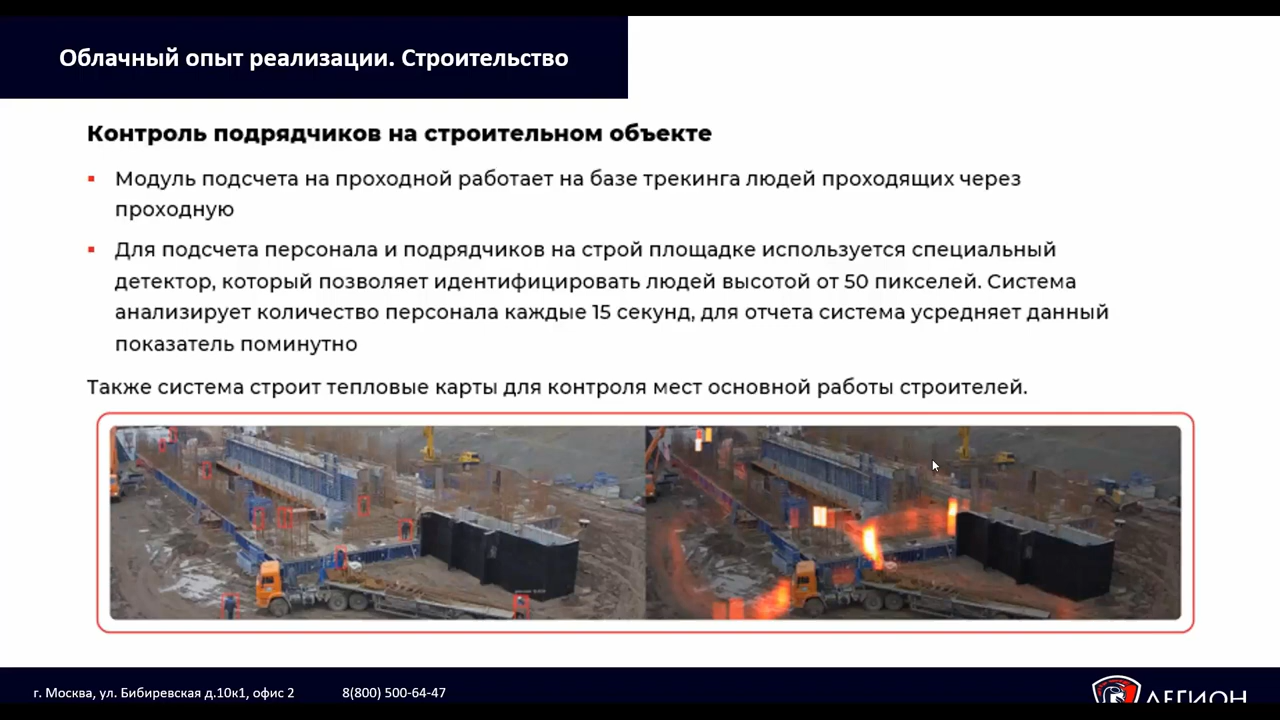 Облачный опыт реализации. Строительство
Контроль подрядчиков на строительном объекте
Модуль подсчета на проходной работает на базе трекинга людей проходящих через
проходную
Для подсчета персонала и подрядчиков на строй площадке используется специальный
детектор, который позволяет идентифицировать людей высотой от 50 пикселей. Система
анализирует количество персонала каждые 15 секунд, для отчета система усредняет данный
показатель поминутно
Также система строит тепловые карты для контроля мест основной работы строителей.
г. Москва, ул. Бибиревская д.10к1, офис 2
8(800) 500-64-47
ЛЕГИОН